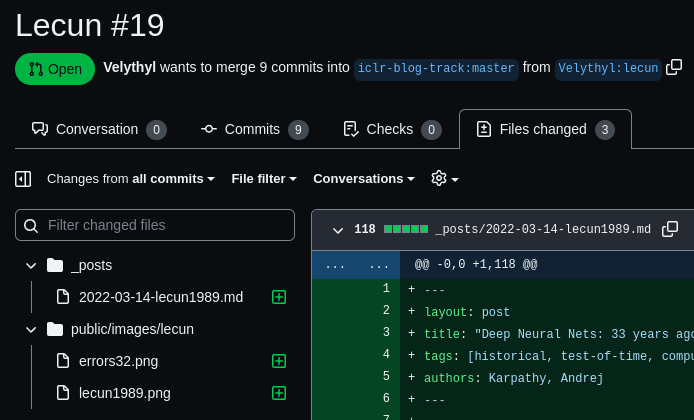 Lecun #19
Open Velythyl wants to merge 9 commits into iclr-blog-track:master from Velythyl:lecun
Conversation 0 Commits 9 Checks 0 Files changed 3
Changes from all commits File filter Conversations
Filter changed files
118 _posts/2022-03-14-lecun1989.md
_posts
2022-03-14-lecun1989.md
public/images/lecun
errors32.png
lecun1989.png
... ... @@ -0,0 +1,118 @@
1 + ---
2 + layout: post
3 + title: "Deep Neural Nets: 33 years ago
4 + tags: [historical, test-of-time, compu
5 + authors: Karpathy, Andrej
6 + ---
7 +